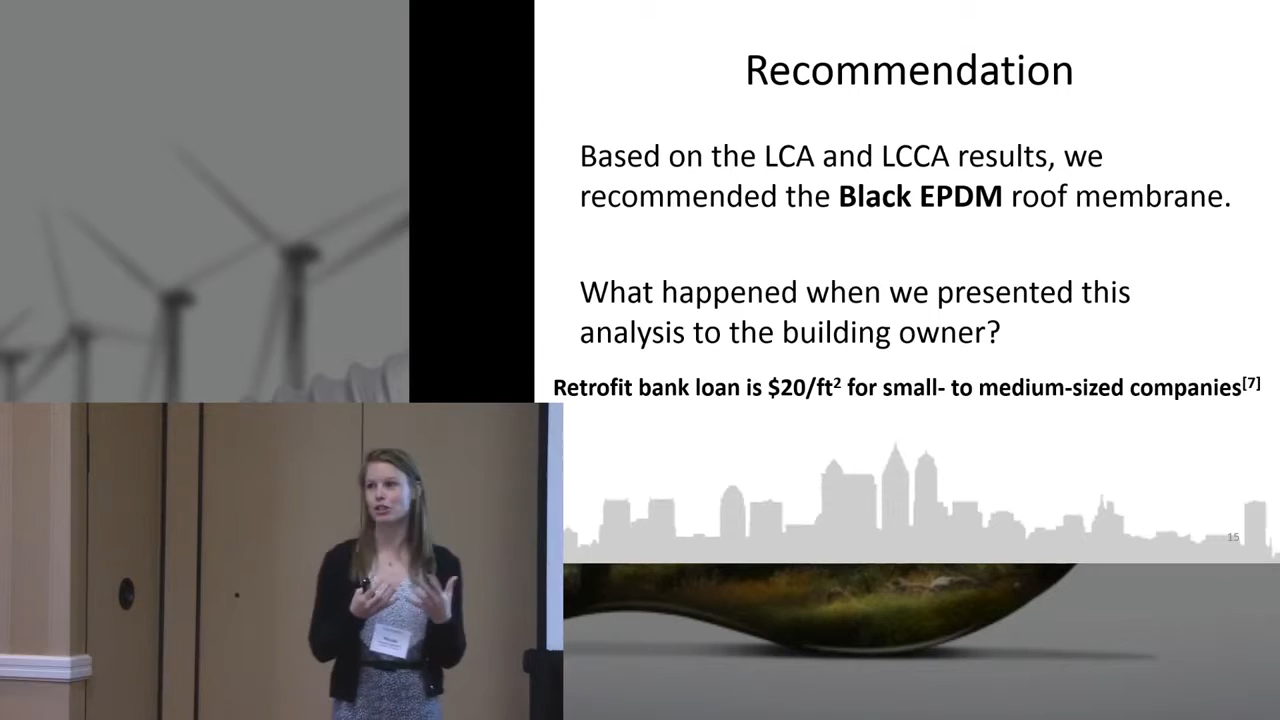 Recommendation
Based on the LCA and LCCA results, we
recommended the Black EPDM roof membrane.
What happened when we presented this
analysis to the building owner?
Retrofit bank loan is $20/ft² for small- to medium-sized companies[7]
15